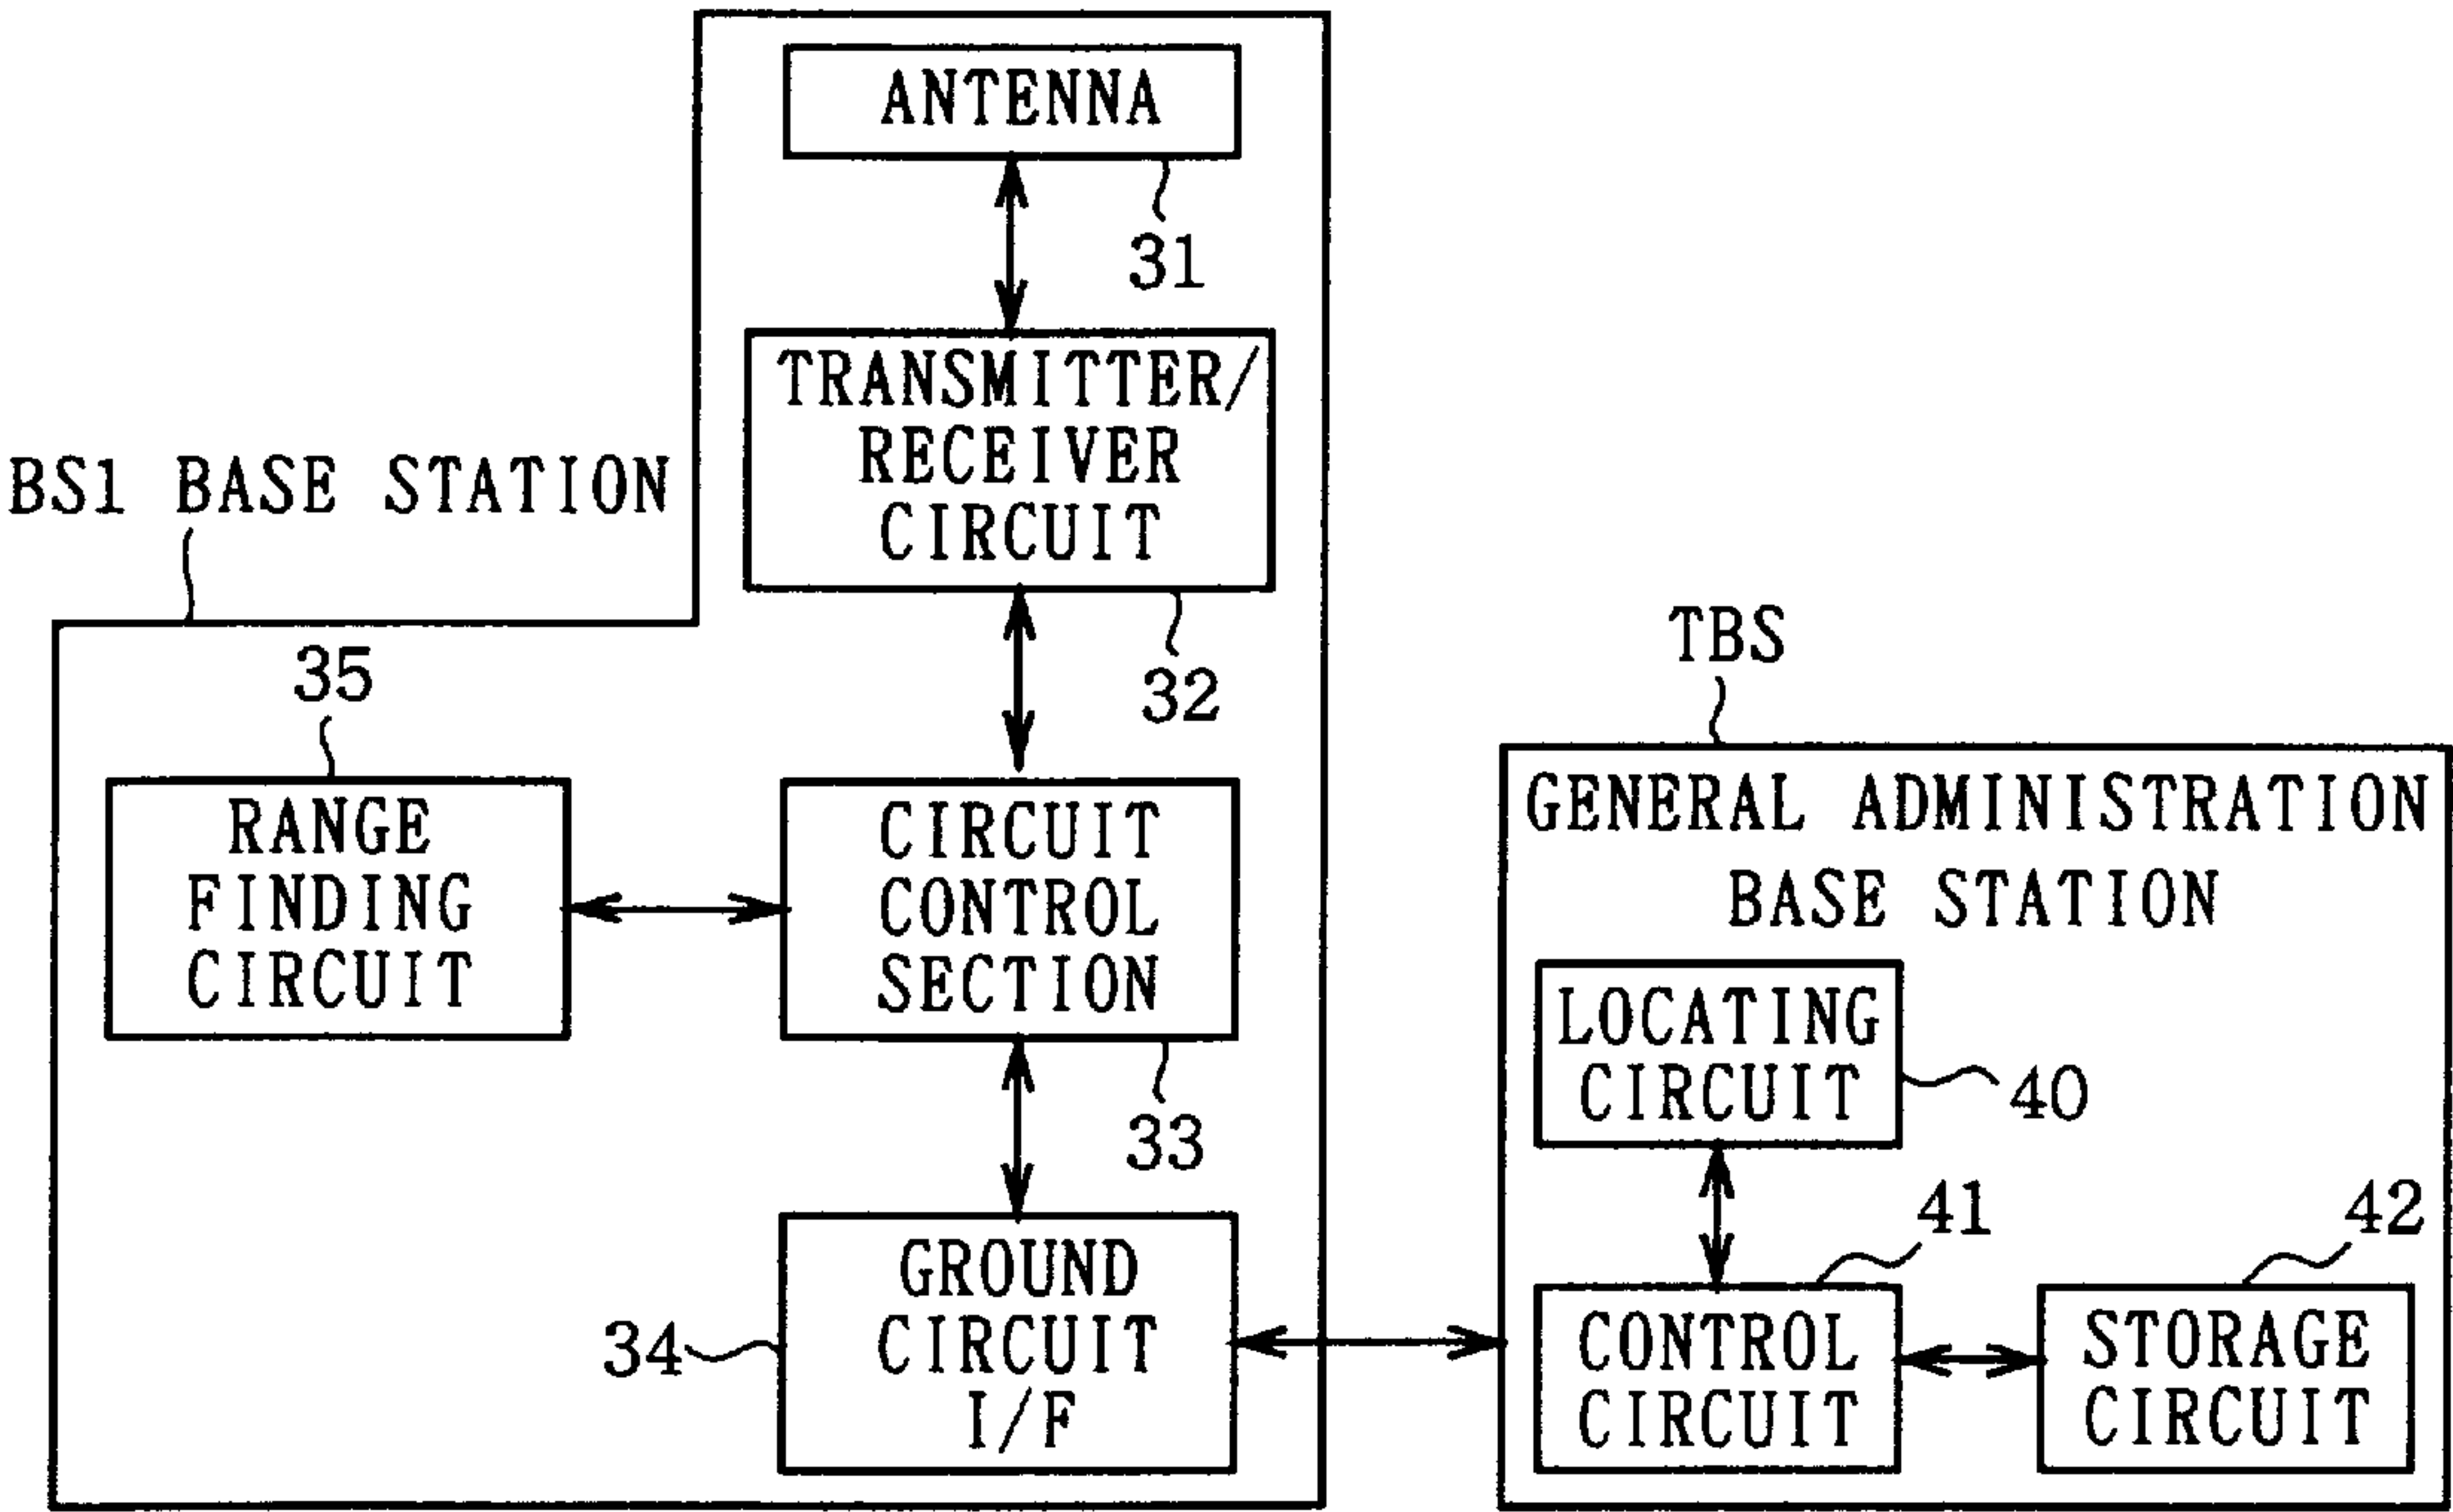 ANTENNA
31
TRANSMITTER/
RECEIVER
CIRCUIT
32
BS1 BASE STATION
35
RANGE
FINDING
CIRCUIT
CIRCUIT
CONTROL
SECTION
33
34
GROUND
CIRCUIT
I/F
TBS
GENERAL ADMINISTRATION
BASE STATION
LOCATING
CIRCUIT
40
41
CONTROL
CIRCUIT
42
STORAGE
CIRCUIT